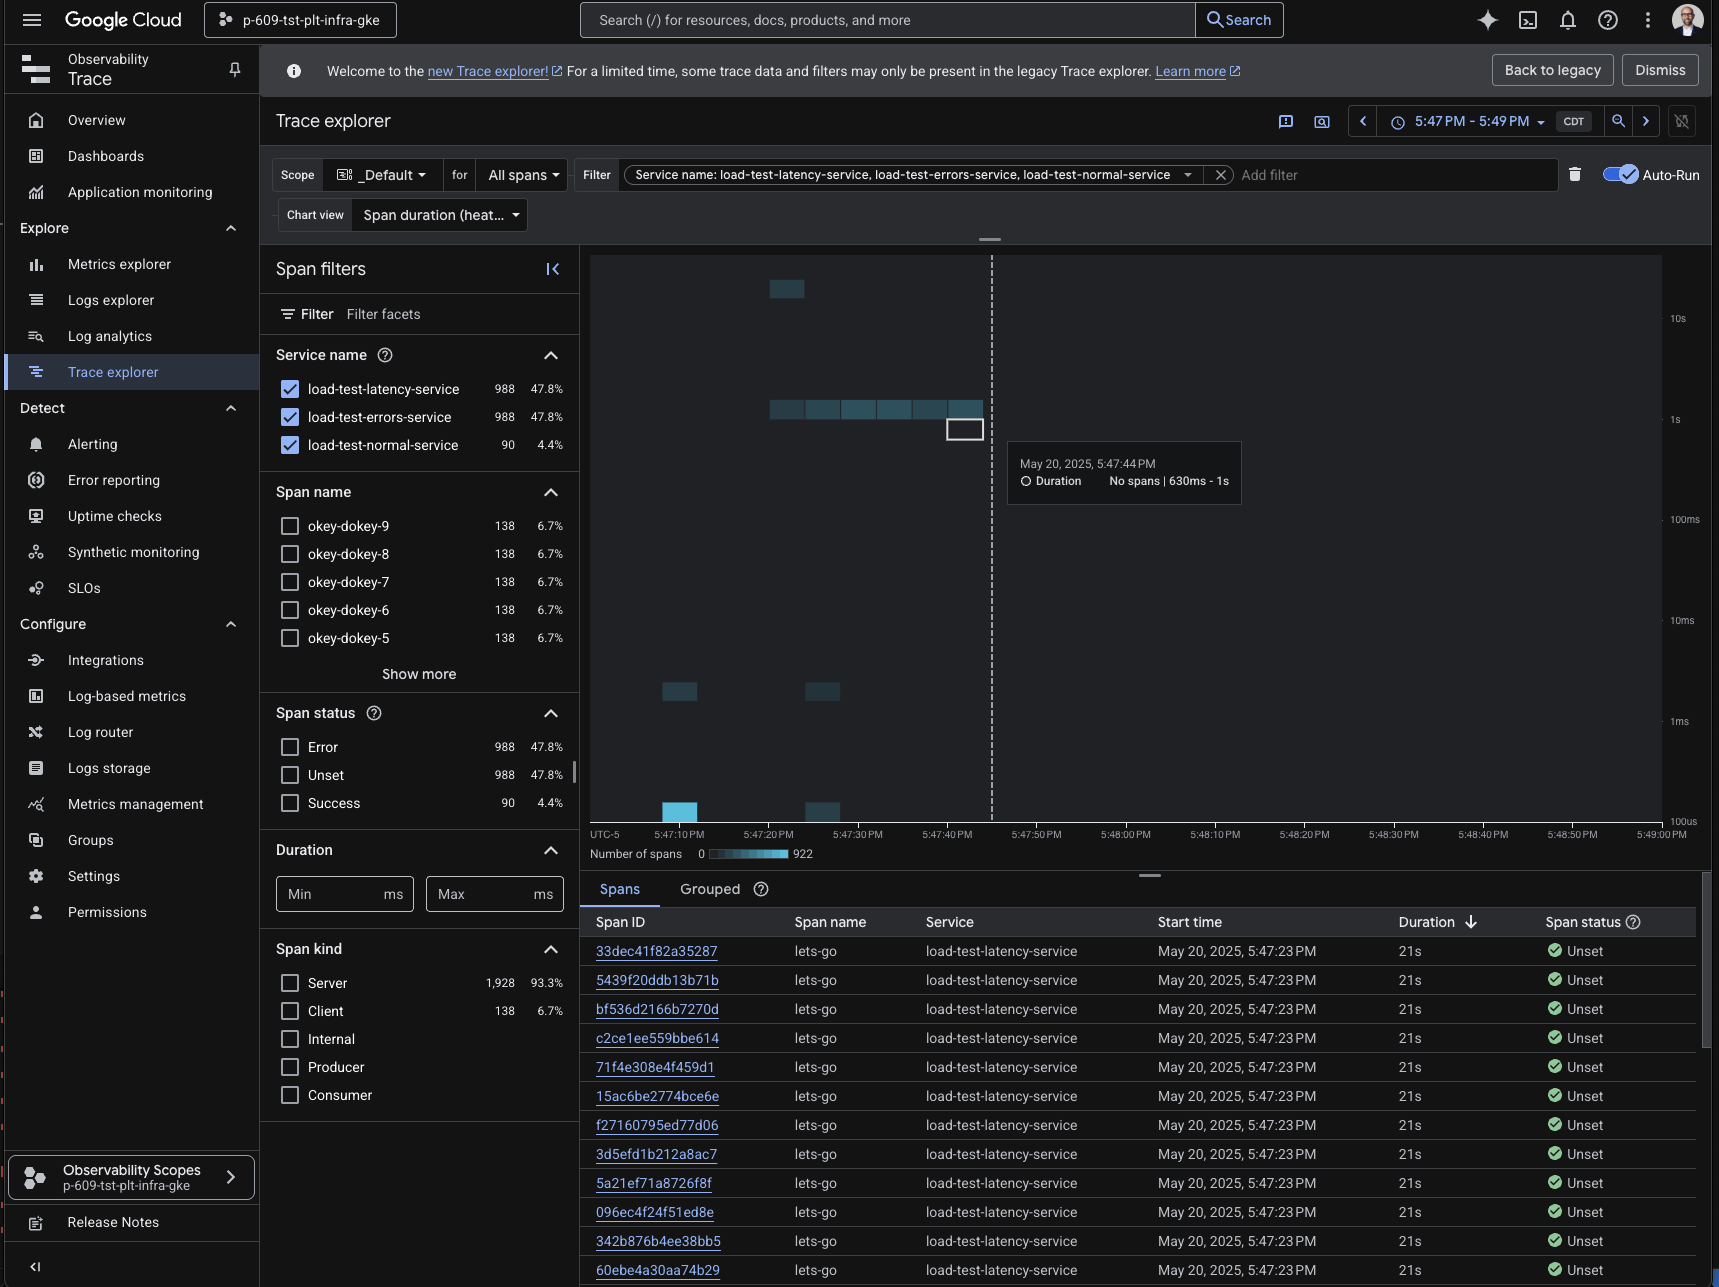 Google Cloud
p-609-tst-plt-infra-gke
Search (/) for resources, docs, products, and more
Search
Observability
Trace
Welcome to the new Trace explorer! For a limited time, some trace data and filters may only be present in the legacy Trace explorer. Learn more
Back to legacy
Dismiss
Overview
Dashboards
Application monitoring
Explore
Metrics explorer
Logs explorer
Log analytics
Trace explorer
Detect
Alerting
Error reporting
Uptime checks
Synthetic monitoring
SLOs
Configure
Integrations
Log-based metrics
Log router
Logs storage
Metrics management
Groups
Settings
Permissions
Observability Scopes
p-609-tst-plt-infra-gke
Release Notes
Trace explorer
5:47 PM - 5:49 PM CDT
Scope _Default for All spans Filter Service name: load-test-latency-service, load-test-errors-service, load-test-normal-service Add filter Auto-Run
Chart view Span duration (heat...
Span filters
Filter Filter facets
Service name
load-test-latency-service 988 47.8%
load-test-errors-service 988 47.8%
load-test-normal-service 90 4.4%
Span name
okey-dokey-9 138 6.7%
okey-dokey-8 138 6.7%
okey-dokey-7 138 6.7%
okey-dokey-6 138 6.7%
okey-dokey-5 138 6.7%
Show more
Span status
Error 988 47.8%
Unset 988 47.8%
Success 90 4.4%
Duration
Min ms Max ms
Span kind
Server 1,928 93.3%
Client 138 6.7%
Internal
Producer
Consumer
10s
1s
100ms
10ms
1ms
100us
May 20, 2025, 5:47:44 PM
Duration No spans | 630ms - 1s
UTC-5 5:47:10 PM 5:47:20 PM 5:47:30 PM 5:47:40 PM 5:47:50 PM 5:48:00 PM 5:48:10 PM 5:48:20 PM 5:48:30 PM 5:48:40 PM 5:48:50 PM 5:49:00 PM
Number of spans 0 922
Spans Grouped
Span ID Span name Service Start time Duration Span status
33dec41f82a35287 lets-go load-test-latency-service May 20, 2025, 5:47:23 PM 21s Unset
5439f20ddb13b71b lets-go load-test-latency-service May 20, 2025, 5:47:23 PM 21s Unset
bf536d2166b7270d lets-go load-test-latency-service May 20, 2025, 5:47:23 PM 21s Unset
c2ce1ee559bbe614 lets-go load-test-latency-service May 20, 2025, 5:47:23 PM 21s Unset
71f4e308e4f459d1 lets-go load-test-latency-service May 20, 2025, 5:47:23 PM 21s Unset
15ac6be2774bce6e lets-go load-test-latency-service May 20, 2025, 5:47:23 PM 21s Unset
f27160795ed77d06 lets-go load-test-latency-service May 20, 2025, 5:47:23 PM 21s Unset
3d5efd1b212a8ac7 lets-go load-test-latency-service May 20, 2025, 5:47:23 PM 21s Unset
5a21ef71a8726f8f lets-go load-test-latency-service May 20, 2025, 5:47:23 PM 21s Unset
096ec4f24f51ed8e lets-go load-test-latency-service May 20, 2025, 5:47:23 PM 21s Unset
342b876b4ee38bb5 lets-go load-test-latency-service May 20, 2025, 5:47:23 PM 21s Unset
60ebe4a30aa74b29 lets-go load-test-latency-service May 20, 2025, 5:47:23 PM 21s Unset